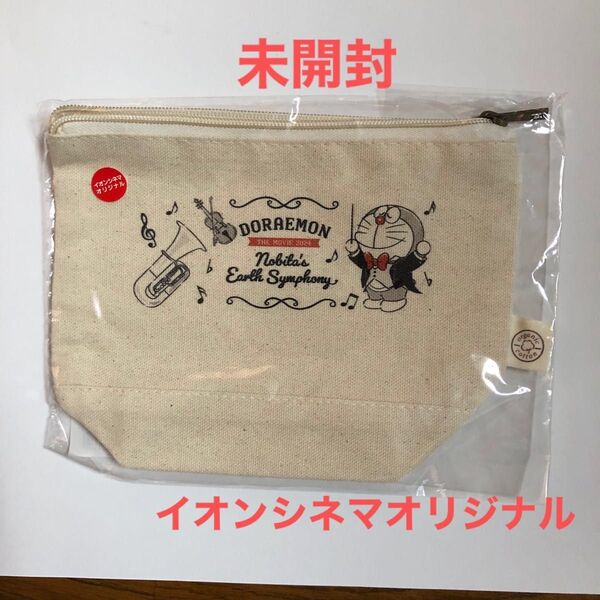 未開封
イオンシネマ
オリジナル
DORAEMON
THE MOVIE 2024
Nobita's
Earth Symphony
organic
cotton
イオンシネマオリジナル